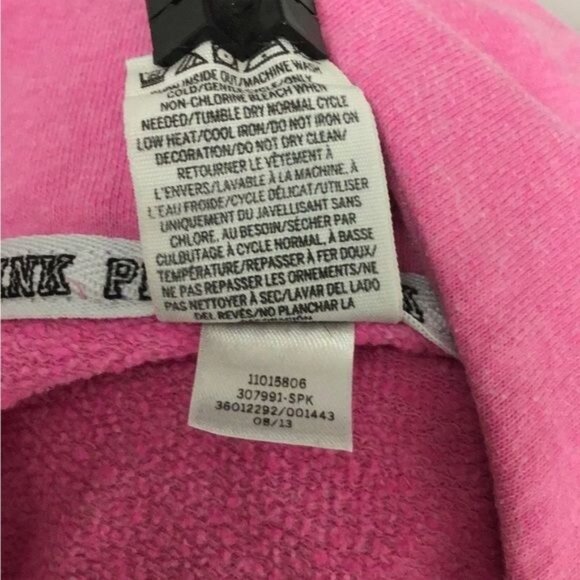 INSIDE OUT/MACHINE WASH
COLD/GENTLE CYCLE/ONLY
NON-CHLORINE BLEACH WHEN
NEEDED/TUMBLE DRY NORMAL CYCLE
LOW HEAT/COOL IRON/DO NOT IRON ON
DECORATION/DO NOT DRY CLEAN/
RETOURNER LE VÊTEMENT À
L'ENVERS/LAVABLE À LA MACHINE, À
L'EAU FROIDE/CYCLE DÉLICAT/UTILISER
UNIQUEMENT DU JAVELLISANT SANS
CHLORE, AU BESOIN/SÉCHER PAR
CULBUTAGE À CYCLE NORMAL, À BASSE
TEMPÉRATURE/REPASSER À FER DOUX/
NE PAS REPASSER LES ORNEMENTS/NE
PAS NETTOYER À SEC/LAVAR DEL LADO
DEL REVÉS/NO PLANCHAR LA
11015806
307991-SPK
36012292/001443
08/13